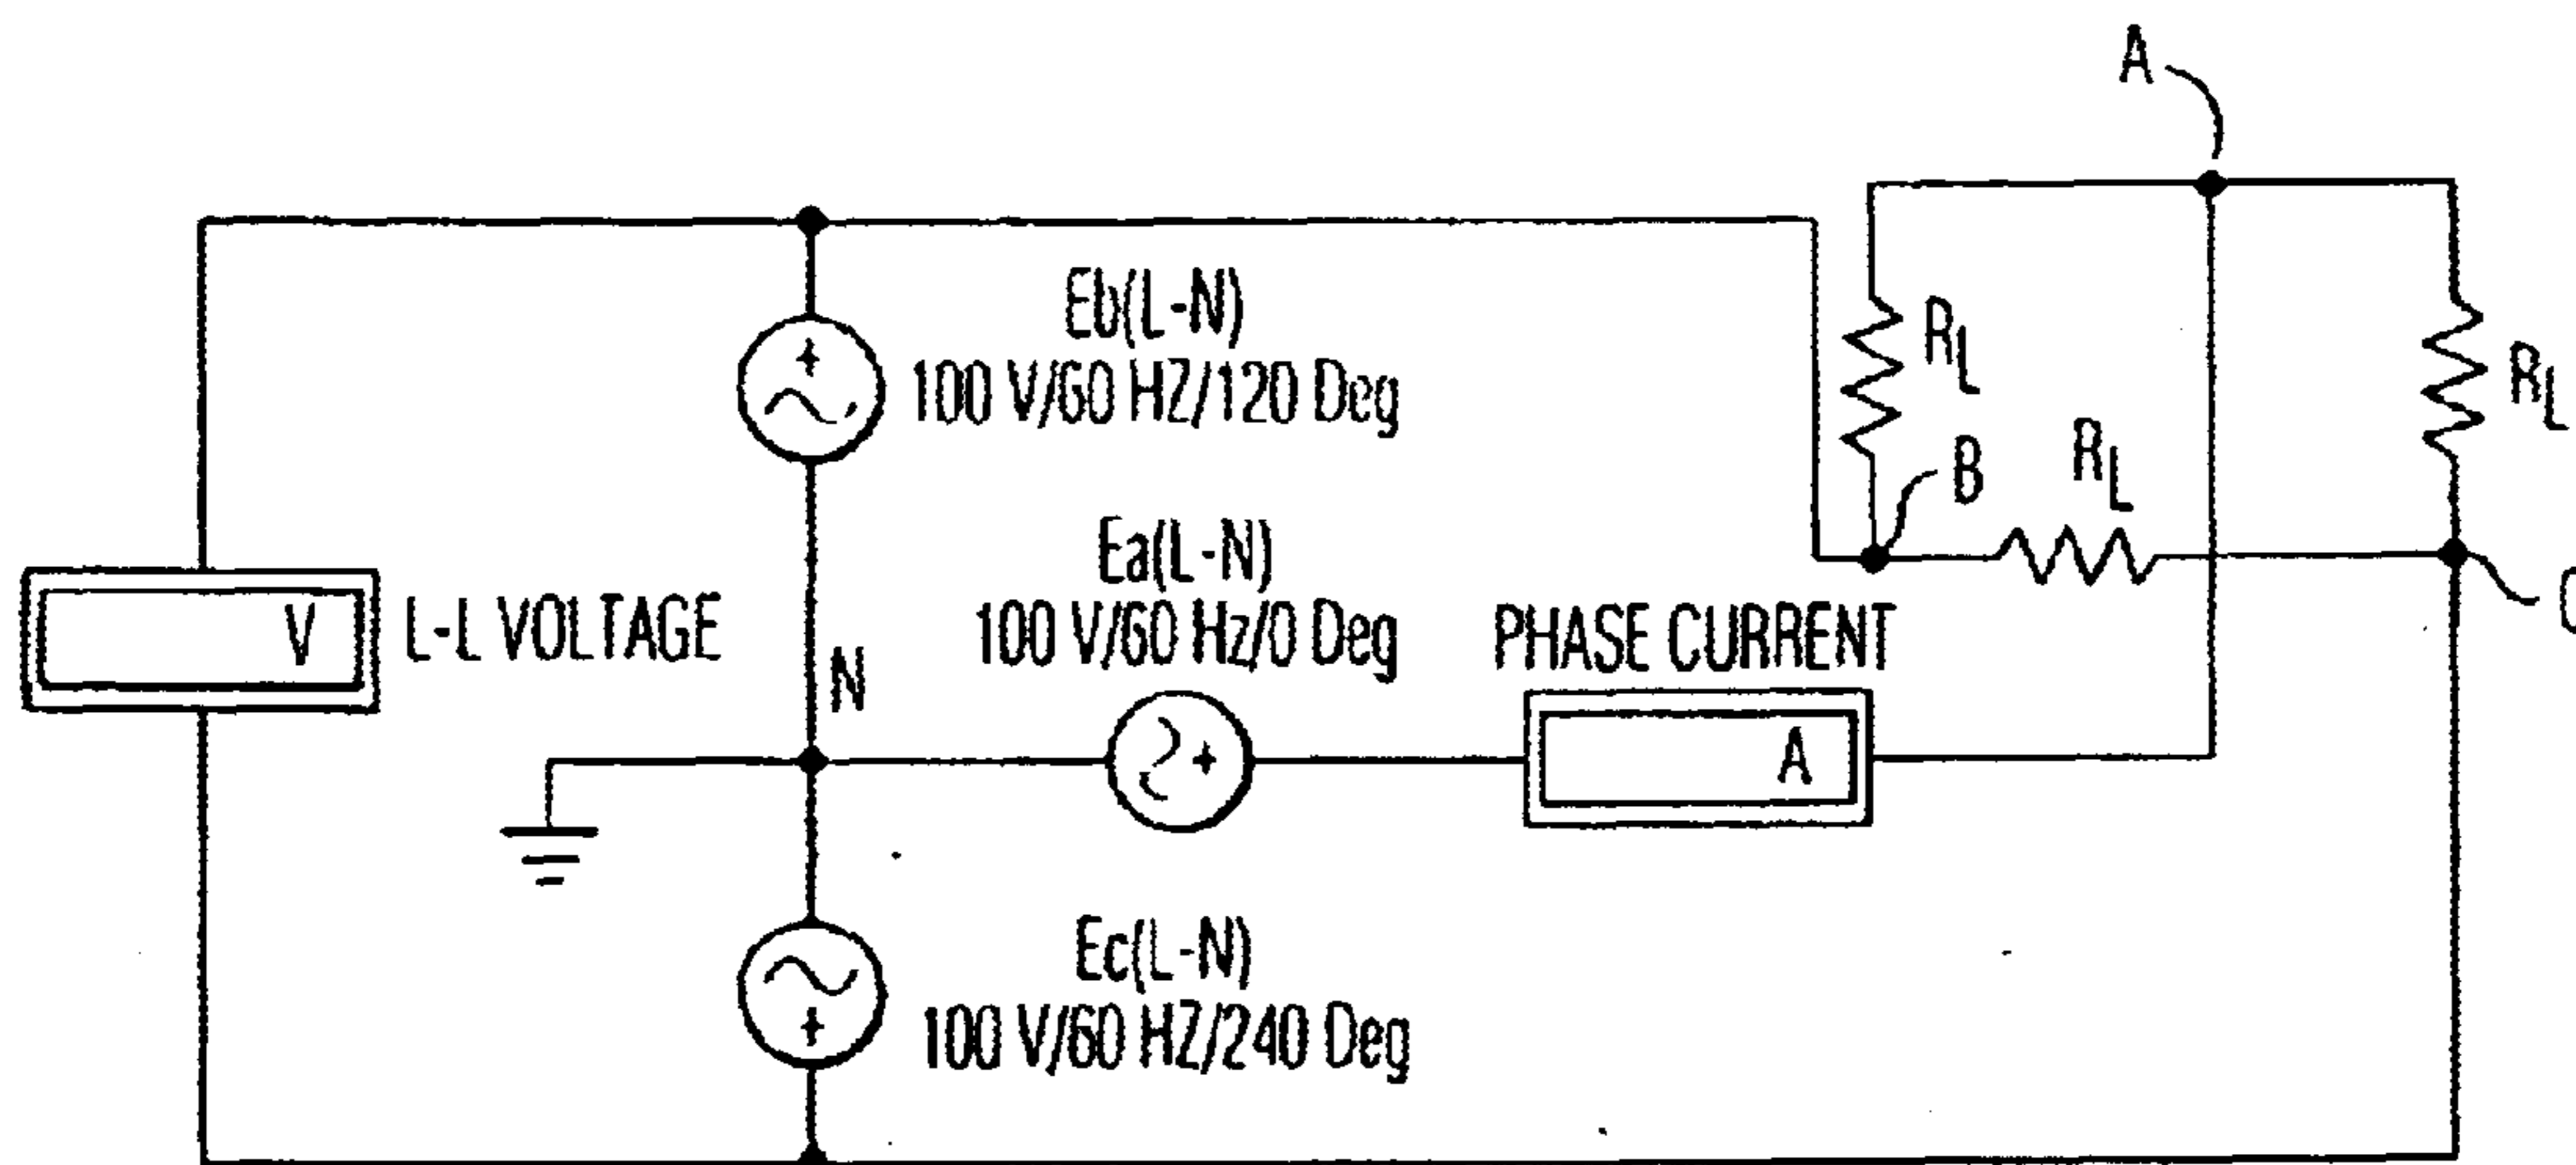 A
Eb(L-N)
100 V/60 HZ/120 Deg
+
RL
RL
RL
B
Ea(L-N)
100 V/60 Hz/0 Deg
PHASE CURRENT
V
L-L VOLTAGE
N
+
A
Ec(L-N)
100 V/60 HZ/240 Deg
+